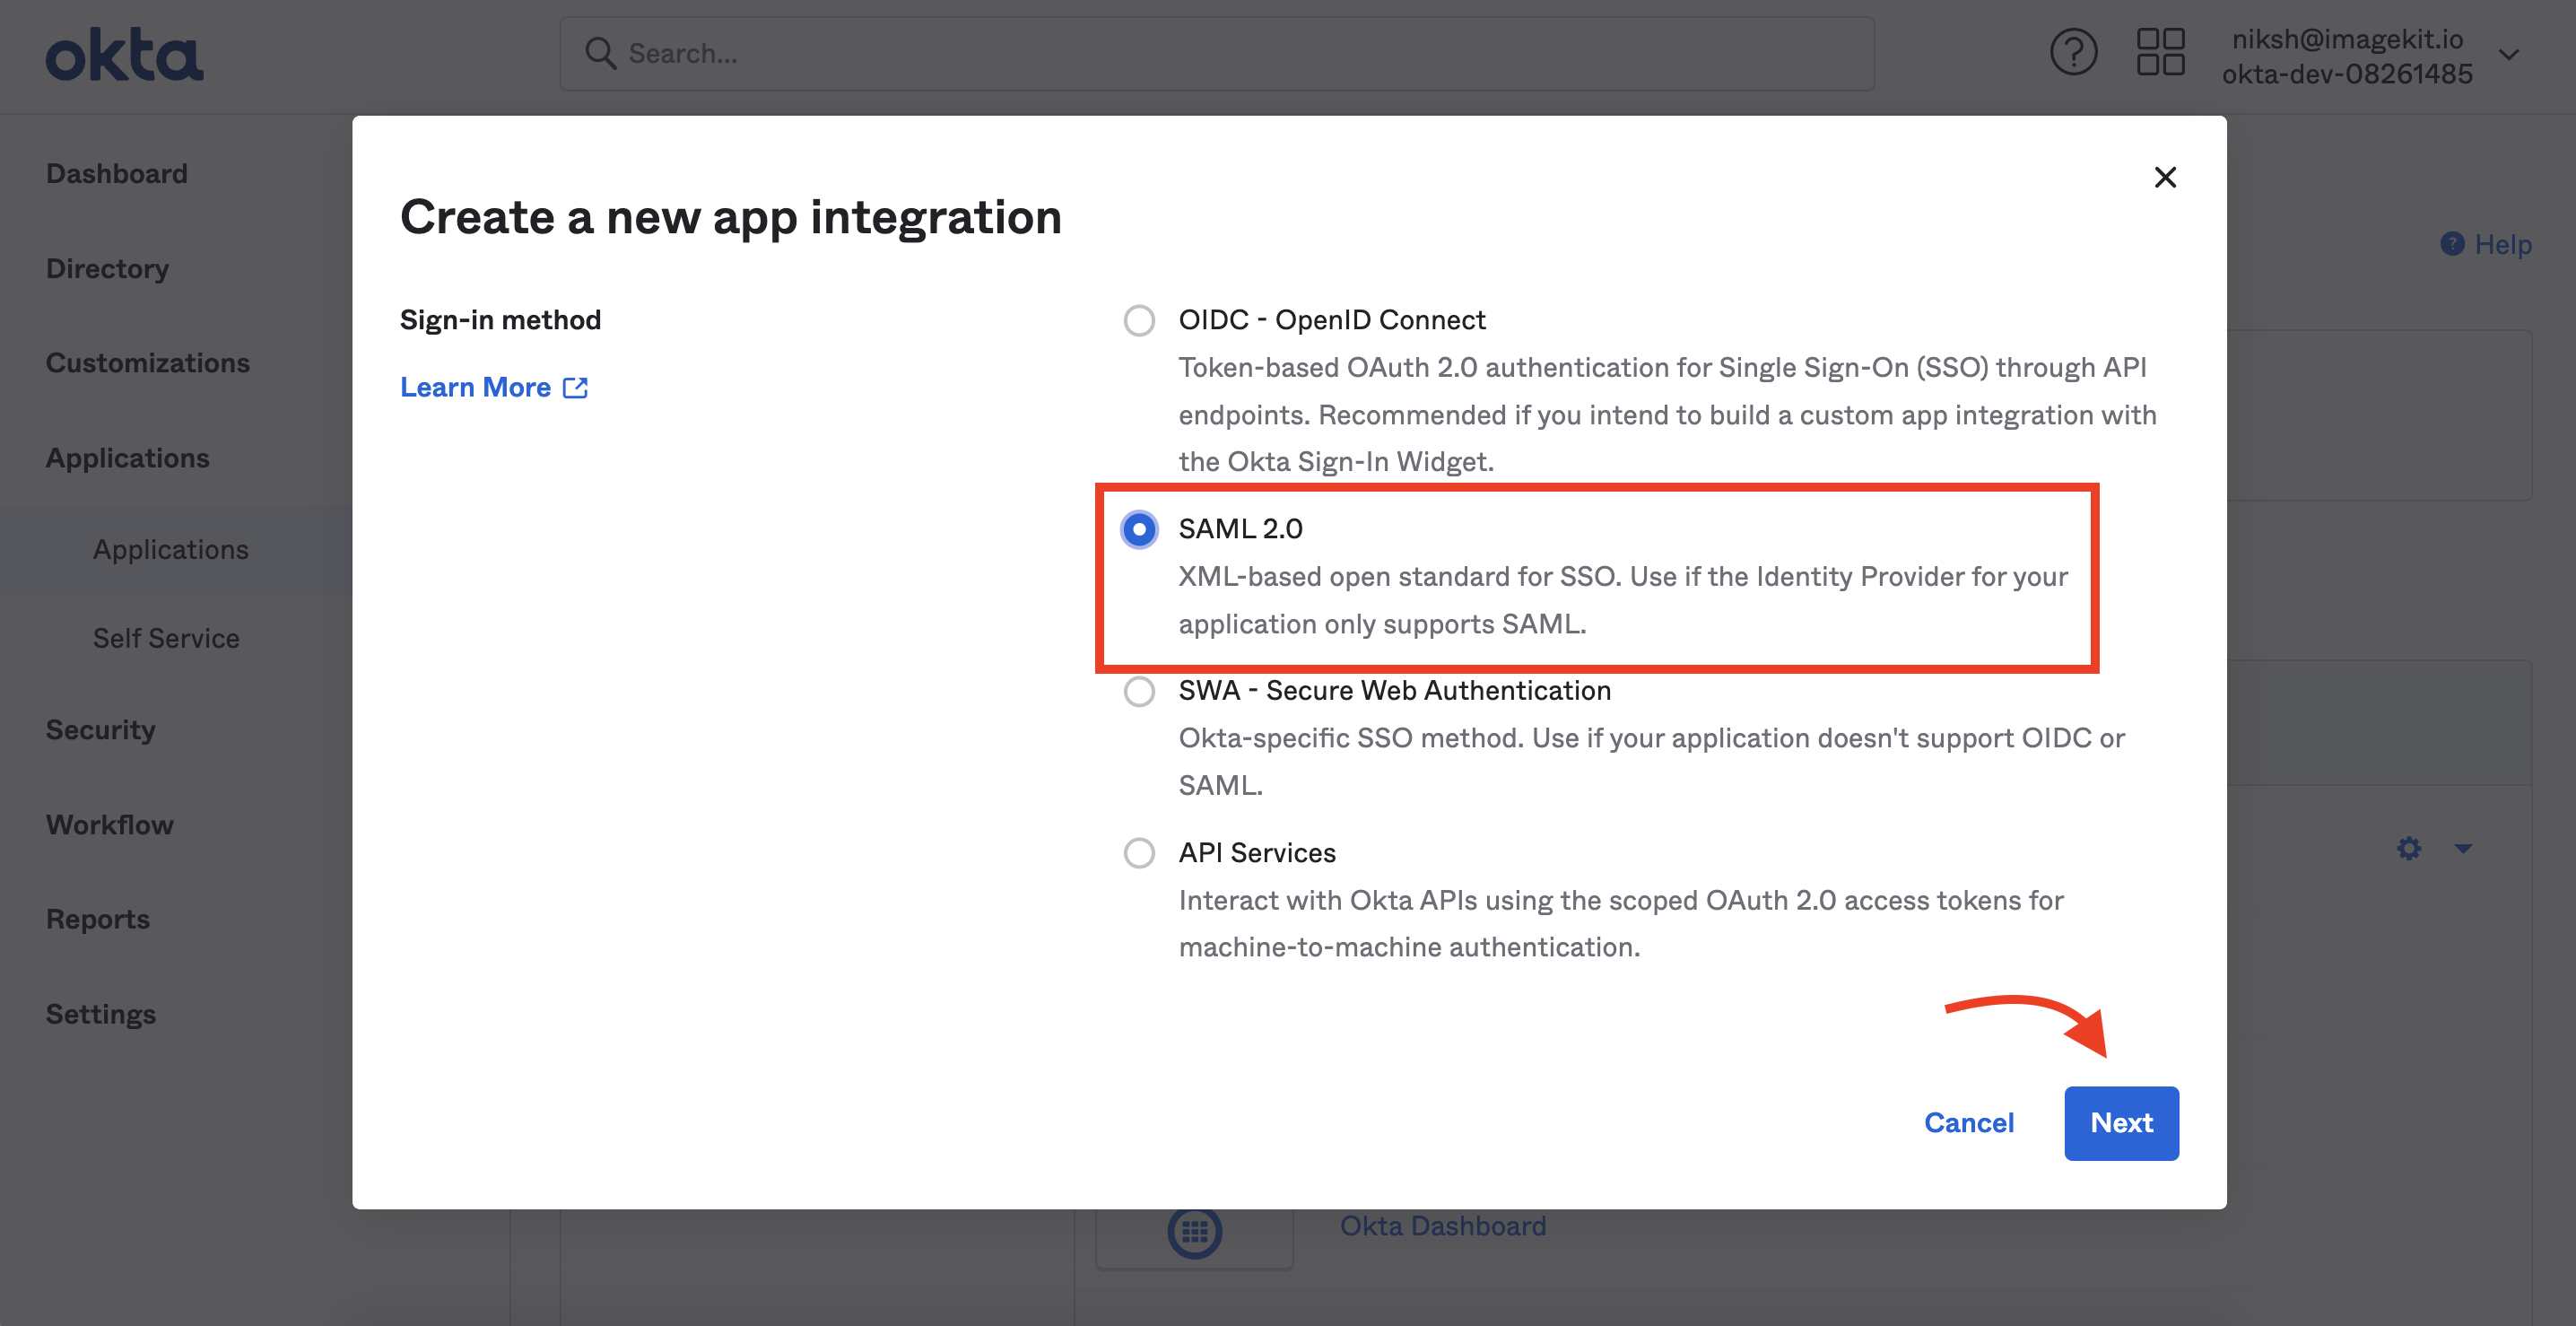 okta
Search...
niksh@imagekit.io
okta-dev-08261485
Dashboard
Directory
Customizations
Applications
Applications
Self Service
Security
Workflow
Reports
Settings
Help
Create a new app integration
Sign-in method
Learn More
OIDC - OpenID Connect
Token-based OAuth 2.0 authentication for Single Sign-On (SSO) through API
endpoints. Recommended if you intend to build a custom app integration with
the Okta Sign-In Widget.
SAML 2.0
XML-based open standard for SSO. Use if the Identity Provider for your
application only supports SAML.
SWA - Secure Web Authentication
Okta-specific SSO method. Use if your application doesn't support OIDC or
SAML.
API Services
Interact with Okta APIs using the scoped OAuth 2.0 access tokens for
machine-to-machine authentication.
Cancel
Next
Okta Dashboard